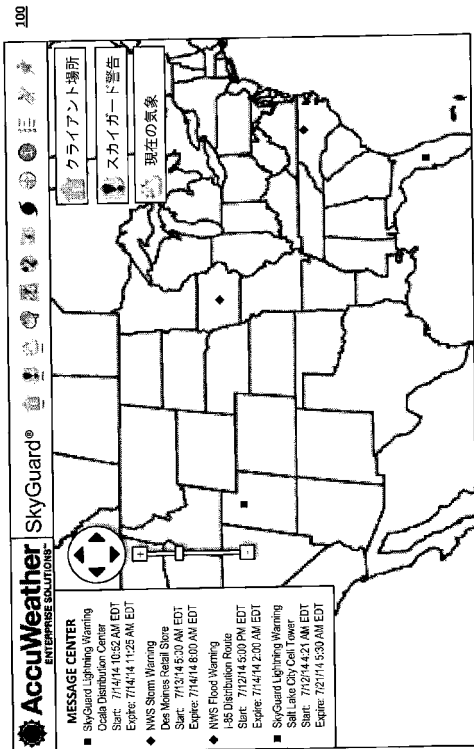 100
AccuWeather
ENTERPRISE SOLUTIONS™
SkyGuard®
クライアント場所
スカイガード警告
現在の気象
MESSAGE CENTER
■ SkyGuard Lightning Warning
Ocala Distribution Center
Start: 7/14/14 10:52 AM EDT
Expire: 7/14/14 11:25 AM EDT
◆ NWS Storm Warning
Des Moines Retail Store
Start: 7/13/14 5:00 AM EDT
Expire: 7/14/14 8:00 AM EDT
◆ NWS Flood Warning
I-85 Distribution Route
Start: 7/12/14 5:00 PM EDT
Expire: 7/14/14 2:00 AM EDT
■ SkyGuard Lightning Warning
Salt Lake City Cell Tower
Start: 7/12/14 4:21 AM EDT
Expire: 7/21/14 5:30 AM EDT